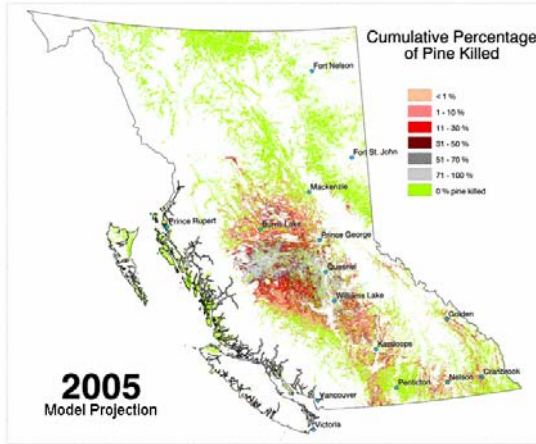 Cumulative Percentage
of Pine Killed
< 1 %
1 - 10 %
11 - 30 %
31 - 50 %
51 - 70 %
71 - 100 %
0 % pine killed
Fort Nelson
Fort St. John
Mackenzie
Prince Rupert
Burns Lake
Prince George
Quesnel
Williams Lake
Golden
Kamloops
Cranbrook
Nelson
Penticton
Vancouver
Victoria
2005
Model Projection